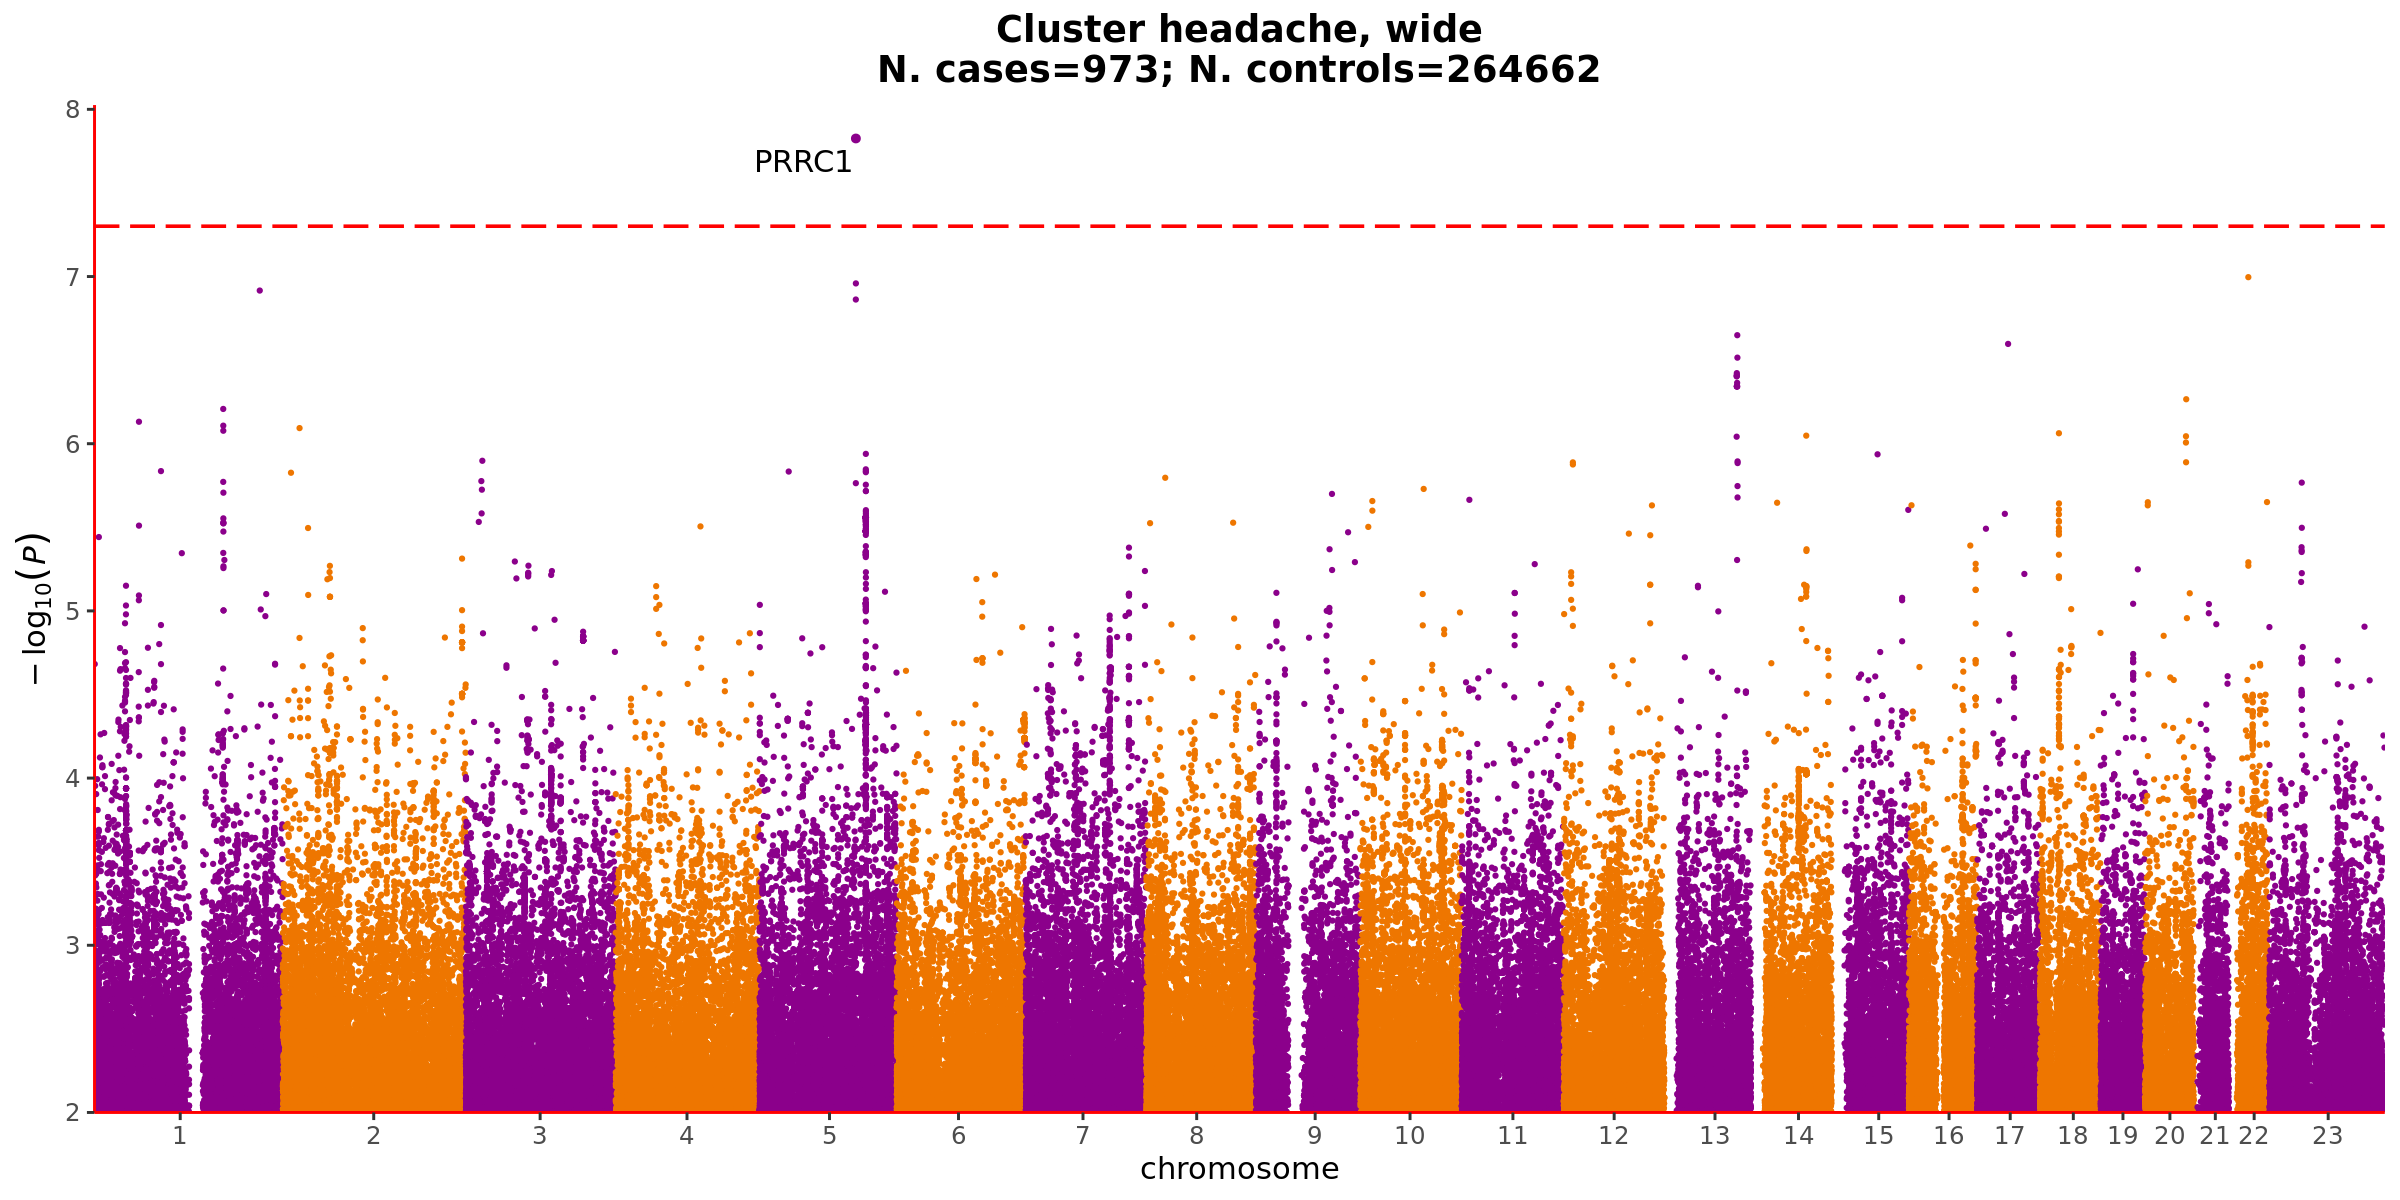 Cluster headache, wide
N. cases=973; N. controls=264662
8
PRRC1
7
6
5
4
3
2
− log10(P)
1 2 3 4 5 6 7 8 9 10 11 12 13 14 15 16 17 18 19 20 21 22 23
chromosome